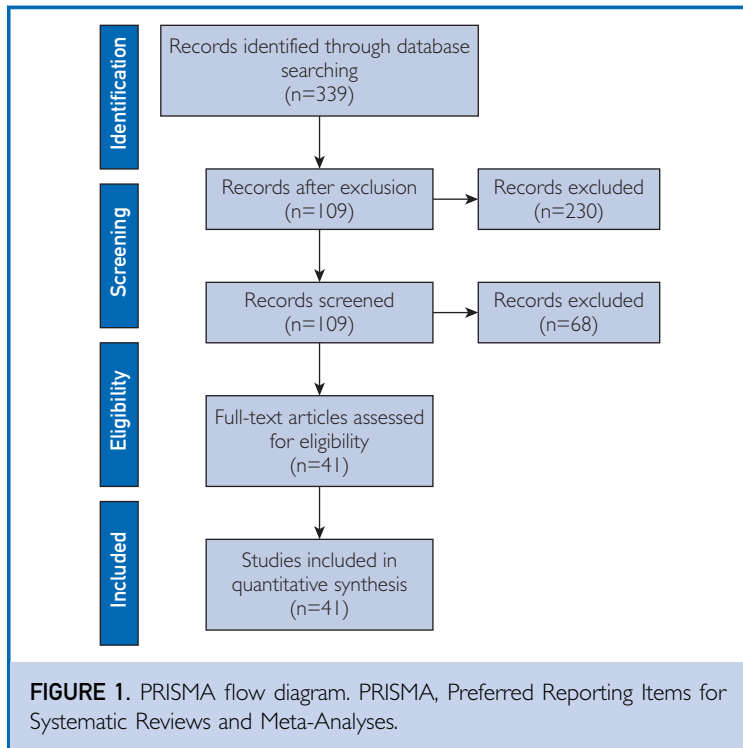 Identification
Records identified through database
searching
(n=339)
Records after exclusion
(n=109)
Records excluded
(n=230)
Screening
Records screened
(n=109)
Records excluded
(n=68)
Eligibility
Full-text articles assessed
for eligibility
(n=41)
Included
Studies included in
quantitative synthesis
(n=41)
FIGURE 1. PRISMA flow diagram. PRISMA, Preferred Reporting Items for
Systematic Reviews and Meta-Analyses.